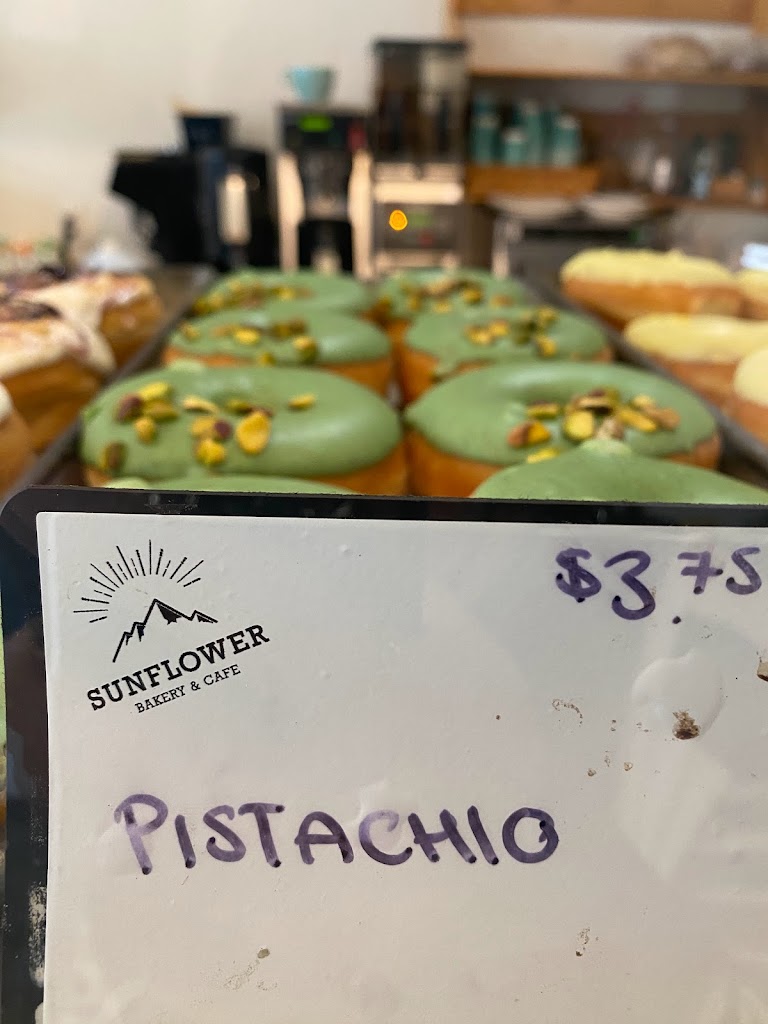 $3.75
SUNFLOWER
BAKERY & CAFE
PISTACHIO